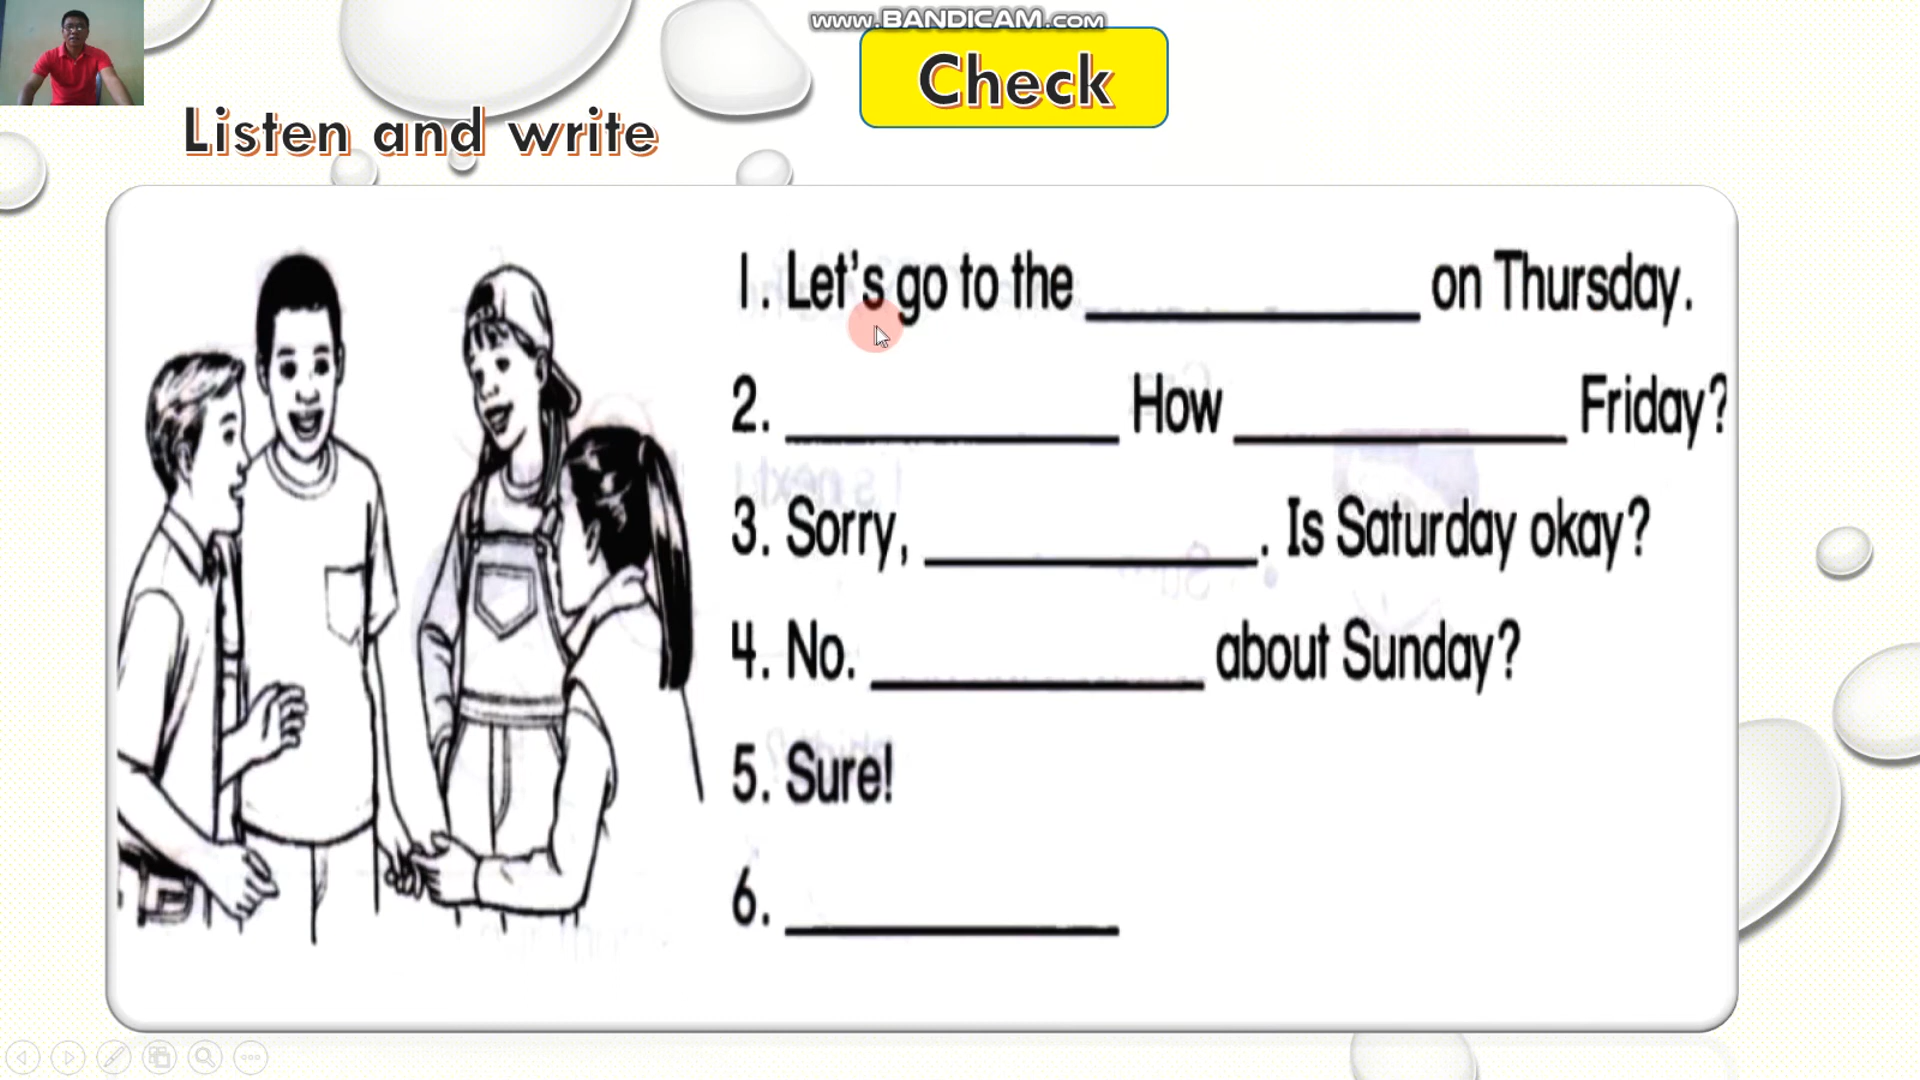 www.BANDICAM.com
Check
Listen and write
1. Let's go to the ____________ on Thursday.
2. ____________ How ____________ Friday?
3. Sorry, ____________. Is Saturday okay?
4. No. ____________ about Sunday?
5. Sure!
6. ____________